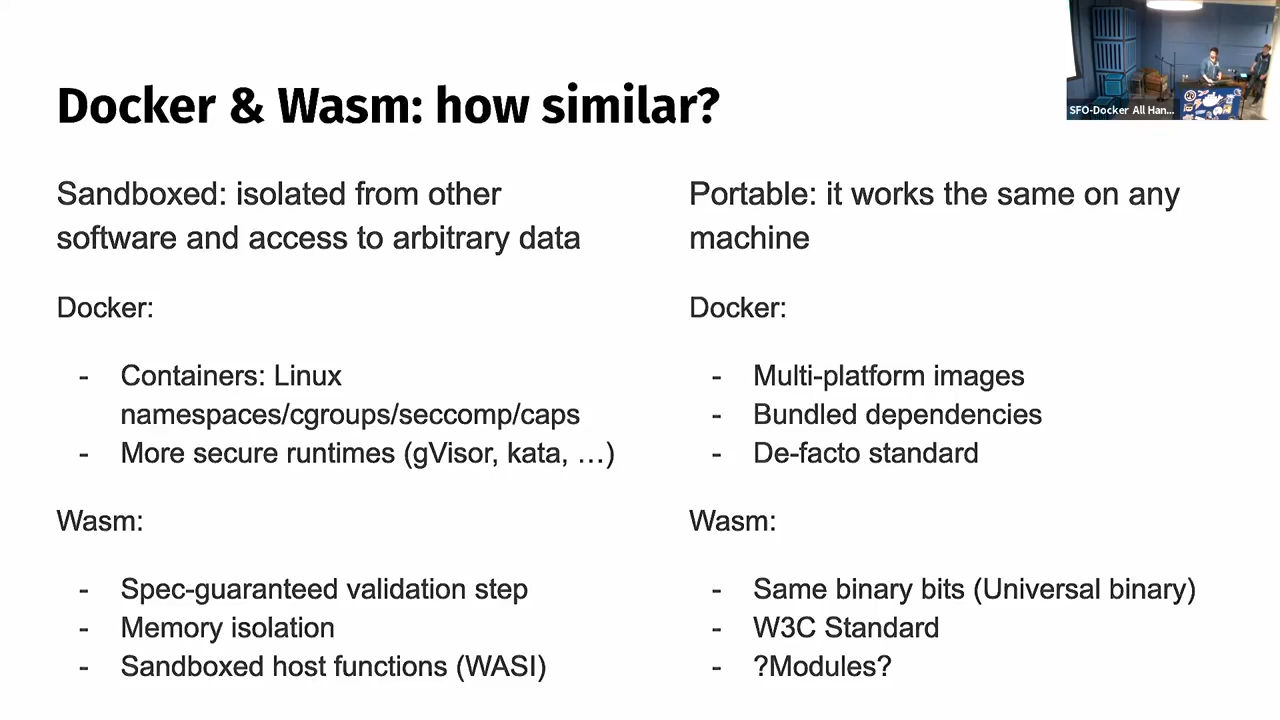 Docker & Wasm: how similar?
SFO-Docker All Han...
Sandboxed: isolated from other
software and access to arbitrary data
Docker:
- Containers: Linux
namespaces/cgroups/seccomp/caps
- More secure runtimes (gVisor, kata, …)
Wasm:
- Spec-guaranteed validation step
- Memory isolation
- Sandboxed host functions (WASI)
Portable: it works the same on any
machine
Docker:
- Multi-platform images
- Bundled dependencies
- De-facto standard
Wasm:
- Same binary bits (Universal binary)
- W3C Standard
- ?Modules?